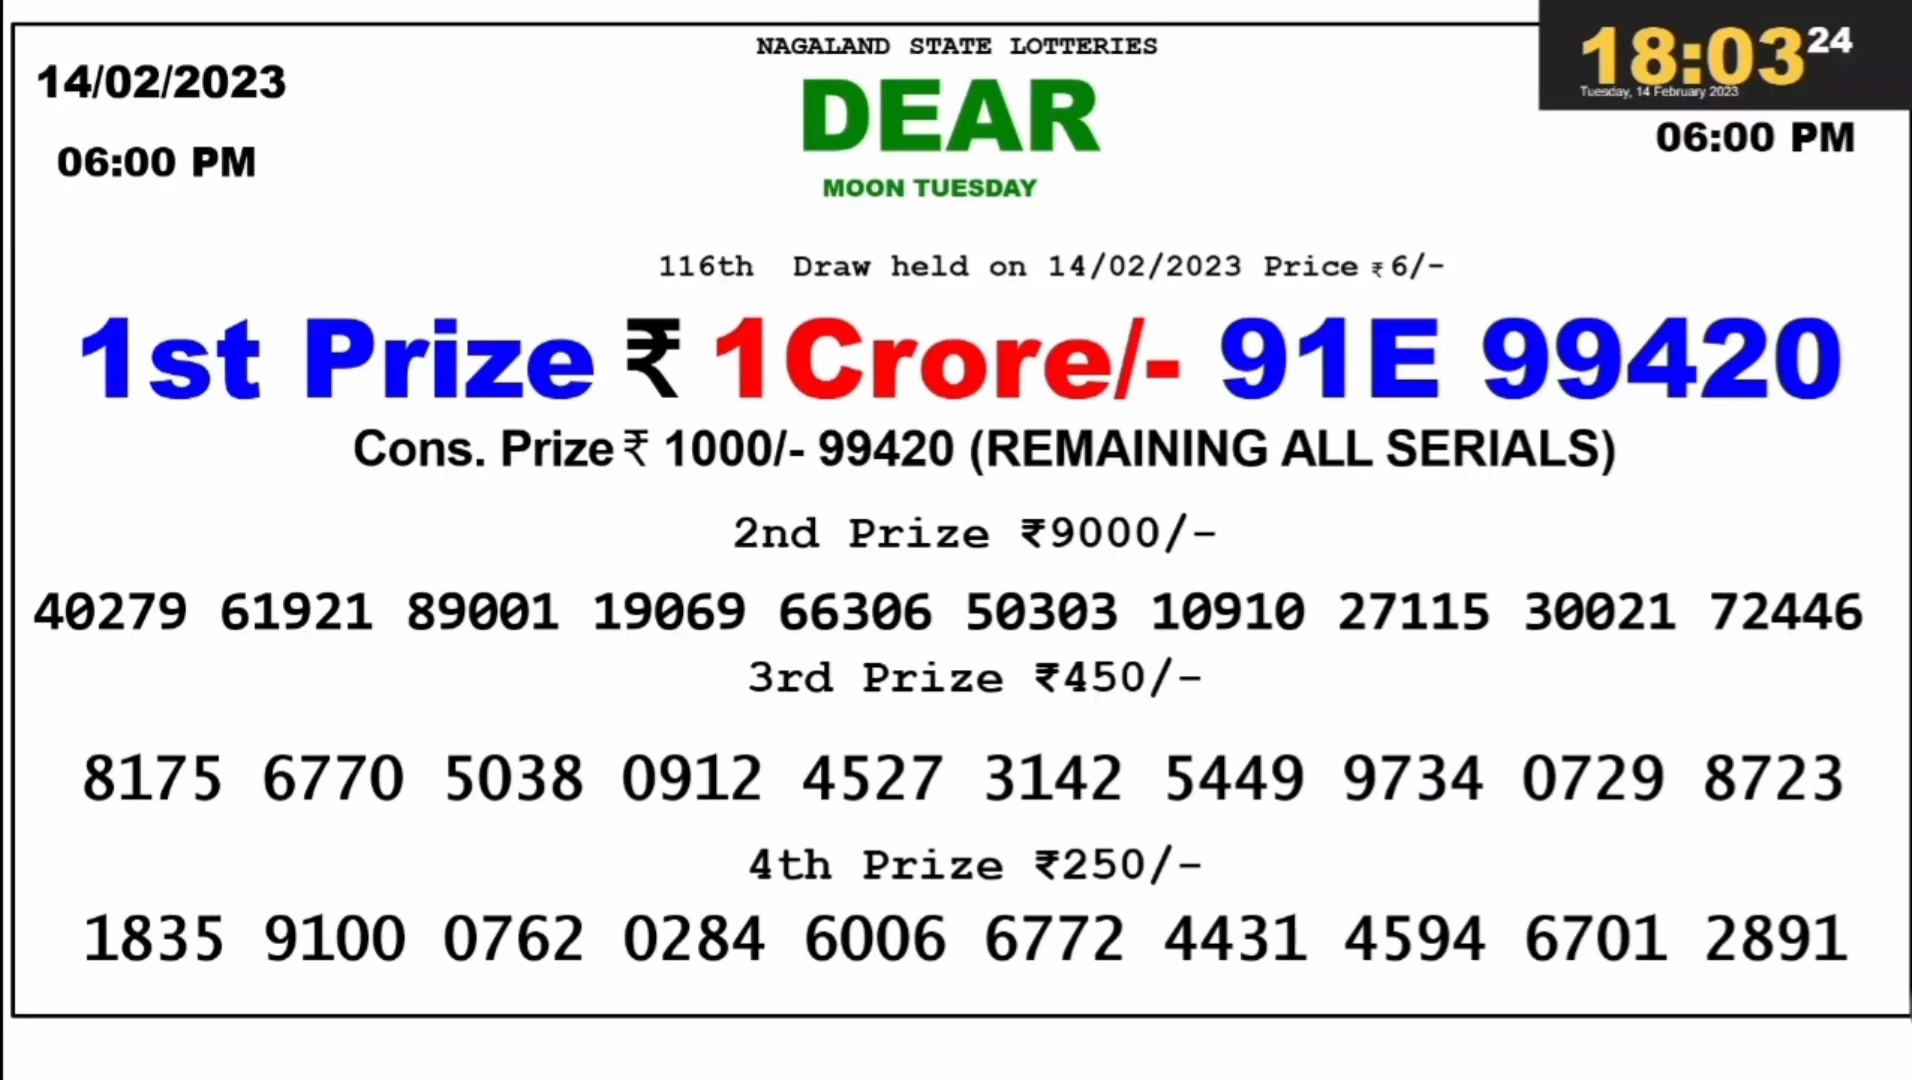 NAGALAND STATE LOTTERIES
18:03 24
Tuesday, 14 February 2023
14/02/2023
DEAR
06:00 PM
06:00 PM
MOON TUESDAY
116th Draw held on 14/02/2023 Price ₹6/-
1st Prize ₹ 1Crore/- 91E 99420
Cons. Prize ₹ 1000/- 99420 (REMAINING ALL SERIALS)
2nd Prize ₹9000/-
40279 61921 89001 19069 66306 50303 10910 27115 30021 72446
3rd Prize ₹450/-
8175 6770 5038 0912 4527 3142 5449 9734 0729 8723
4th Prize ₹250/-
1835 9100 0762 0284 6006 6772 4431 4594 6701 2891